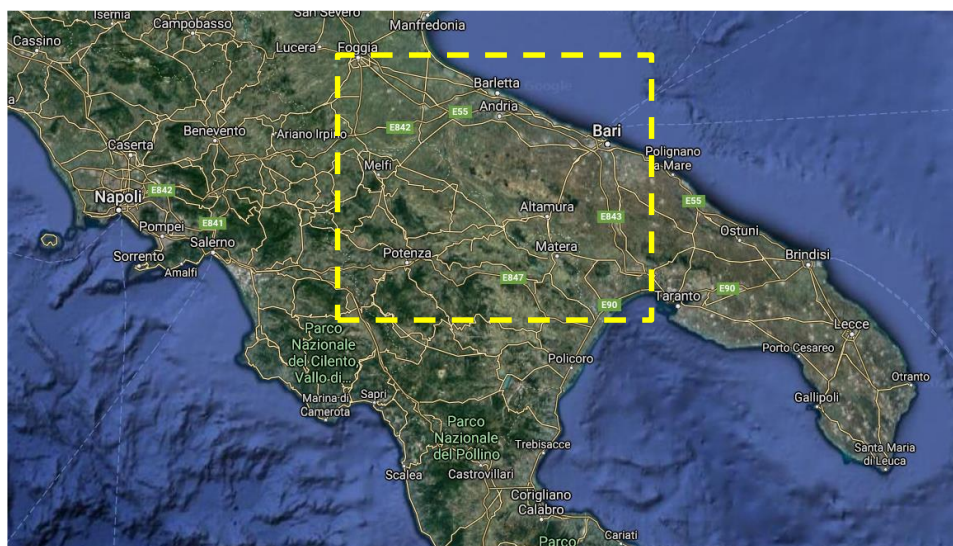 Isernia
Campobasso
San Severo
Manfredonia
Cassino
Lucera
Foggia
Barletta
Google
E55
Andria
Benevento
Ariano Irpino
E842
Bari
Caserta
Melfi
Polignano
a Mare
Napoli
E842
Altamura
E843
E55
Pompei
E841
Salerno
Ostuni
Sorrento
Potenza
Matera
Brindisi
Amalfi
E847
E90
Taranto
E90
Parco
Nazionale
del Cilento,
Vallo di...
Lecce
Porto Cesareo
Policoro
Otranto
Marina di
Camerota
Sapri
Gallipoli
Parco
Nazionale
del Pollino
Trebisacce
Santa Maria
di Leuca
Scalea
Castrovillari
Corigliano
Calabro
Cariati
Parco